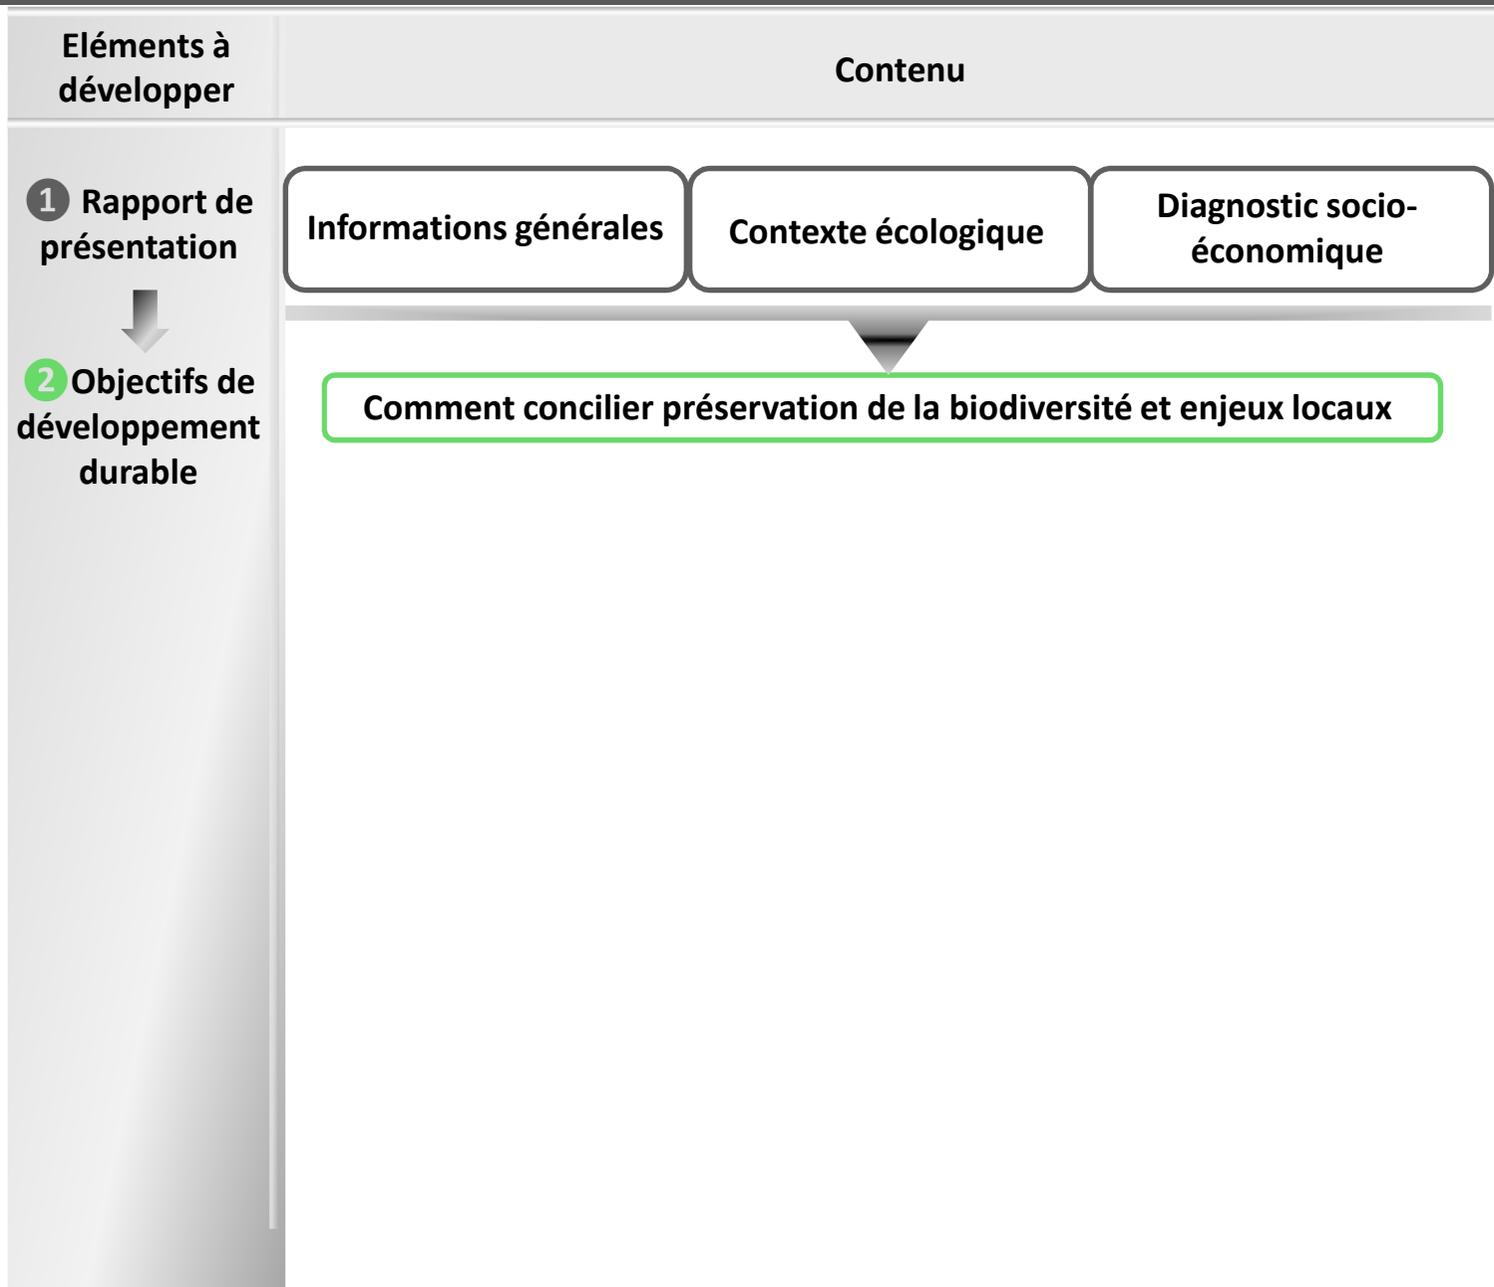 Eléments à
développer
Contenu
1 Rapport de
présentation
Informations générales
Contexte écologique
Diagnostic socio-
économique
2 Objectifs de
développement
durable
Comment concilier préservation de la biodiversité et enjeux locaux